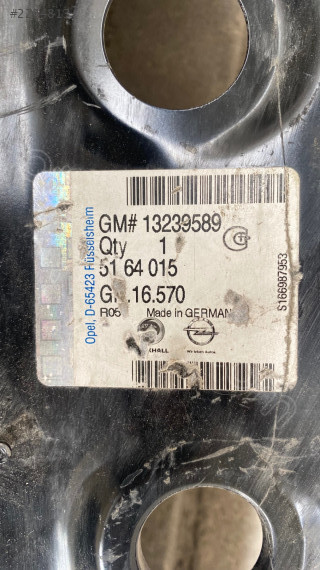 GM# 13239589
Qty 1
51 64 015
G. .16.570
R05 Made in GERMAN
Opel, D-65423 Rüsselsheim
S166987953